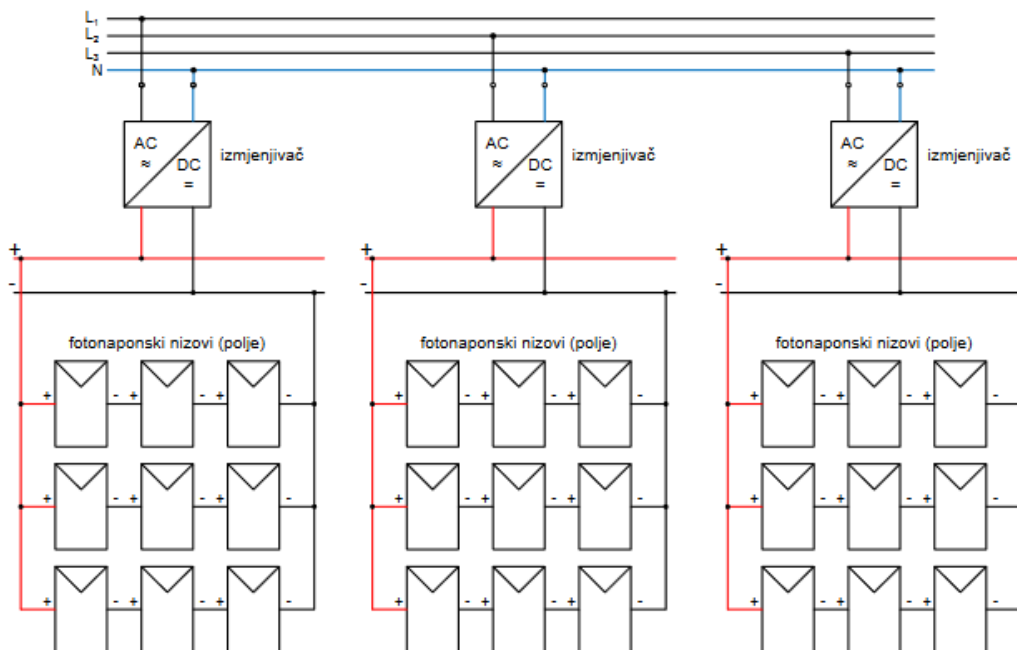 L₁
L₂
L₃
N
AC ≈ DC = izmjenjivač
AC ≈ DC = izmjenjivač
AC ≈ DC = izmjenjivač
+ + +
- - -
fotonaponski nizovi (polje) fotonaponski nizovi (polje) fotonaponski nizovi (polje)
+ - + - + - + - + - + - + - + - + -
+ - + - + - + - + - + - + - + - + -
+ - + - + - + - + - + - + - + - + -